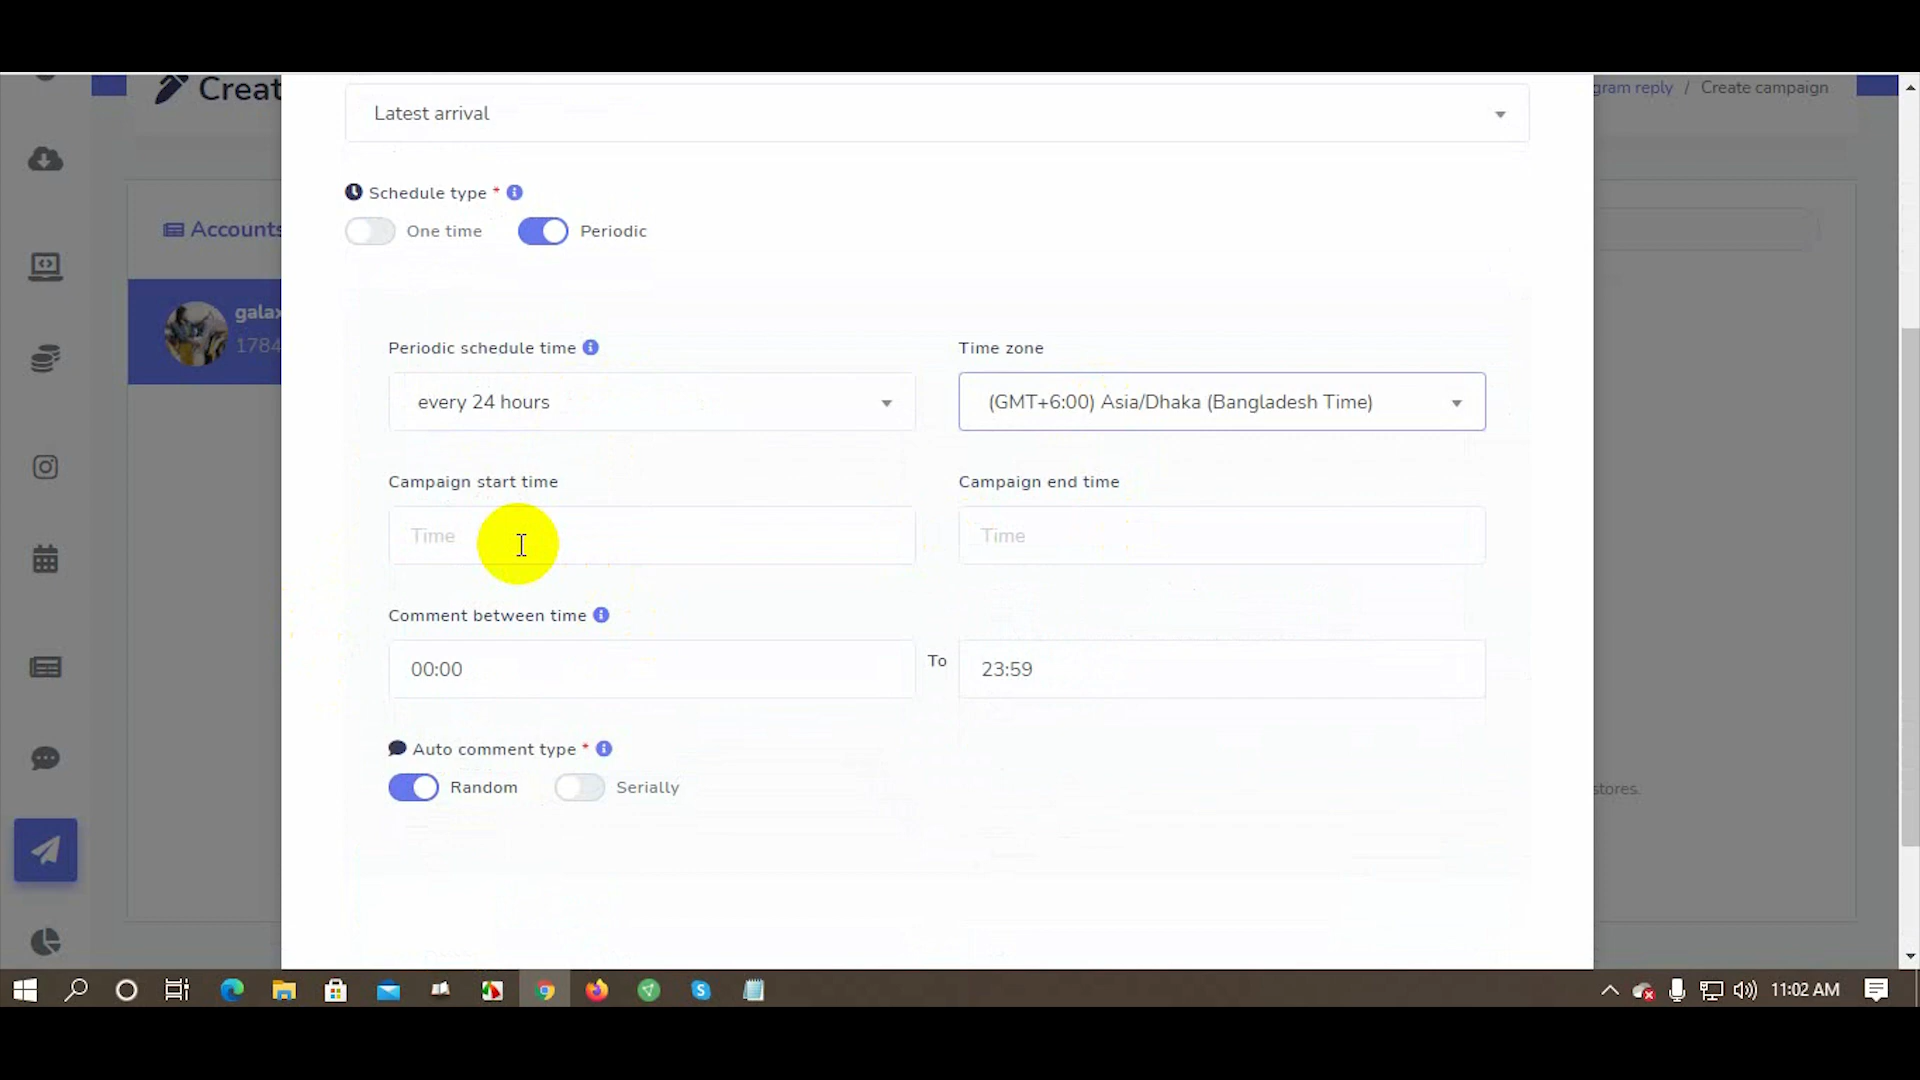 Creat
gram reply / Create campaign
Latest arrival
Schedule type *
One time Periodic
Accounts
galax
1784
Periodic schedule time
Time zone
every 24 hours
(GMT+6:00) Asia/Dhaka (Bangladesh Time)
Campaign start time
Campaign end time
Time
Time
Comment between time
00:00
To
23:59
Auto comment type *
Random Serially
stores.
11:02 AM